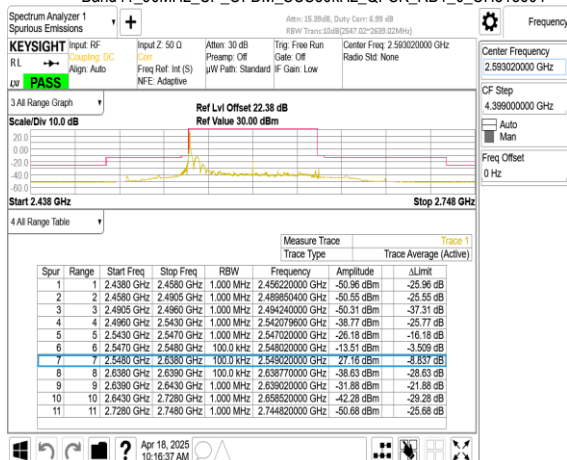 Spectrum Analyzer 1
Spurious Emissions
Attn: 15.39dB, Duty Corr: 6.99 dB
RBW Trans:10dB(2547.02~2639.02MHz)
Frequency
KEYSIGHT Input: RF Input Z: 50 Ω Atten: 30 dB Trig: Free Run Center Freq: 2.593020000 GHz
RL Coupling: DC Corr Preamp: Off Gate: Off Radio Std: None
Align: Auto Freq Ref: Int (S) µW Path: Standard IF Gain: Low
LXI PASS NFE: Adaptive
Center Frequency
2.593020000 GHz
CF Step
4.399000000 GHz
Auto
Man
Freq Offset
0 Hz
3 All Range Graph
Ref Lvl Offset 22.38 dB
Scale/Div 10.0 dB Ref Value 30.00 dBm
20.0
0.00
-20.0
-40.0
-60.0
Start 2.438 GHz Stop 2.748 GHz
4 All Range Table
Measure Trace Trace 1
Trace Type Trace Average (Active)
Spur Range Start Freq Stop Freq RBW Frequency Amplitude ΔLimit
1 1 2.4380 GHz 2.4580 GHz 1.000 MHz 2.456220000 GHz -50.96 dBm -25.96 dB
2 2 2.4580 GHz 2.4905 GHz 1.000 MHz 2.489850400 GHz -50.55 dBm -25.55 dB
3 3 2.4905 GHz 2.4960 GHz 1.000 MHz 2.494240000 GHz -50.31 dBm -37.31 dB
4 4 2.4960 GHz 2.5430 GHz 1.000 MHz 2.542079600 GHz -38.77 dBm -25.77 dB
5 5 2.5430 GHz 2.5470 GHz 1.000 MHz 2.547020000 GHz -26.18 dBm -16.18 dB
6 6 2.5470 GHz 2.5480 GHz 100.0 kHz 2.548020000 GHz -13.51 dBm -3.509 dB
7 7 2.5480 GHz 2.6380 GHz 100.0 kHz 2.549020000 GHz 27.16 dBm -8.837 dB
8 8 2.6380 GHz 2.6390 GHz 100.0 kHz 2.638770000 GHz -38.63 dBm -28.63 dB
9 9 2.6390 GHz 2.6430 GHz 1.000 MHz 2.639020000 GHz -31.88 dBm -21.88 dB
10 10 2.6430 GHz 2.7280 GHz 1.000 MHz 2.658520000 GHz -42.28 dBm -29.28 dB
11 11 2.7280 GHz 2.7480 GHz 1.000 MHz 2.744820000 GHz -50.68 dBm -25.68 dB
Apr 18, 2025
10:16:37 AM